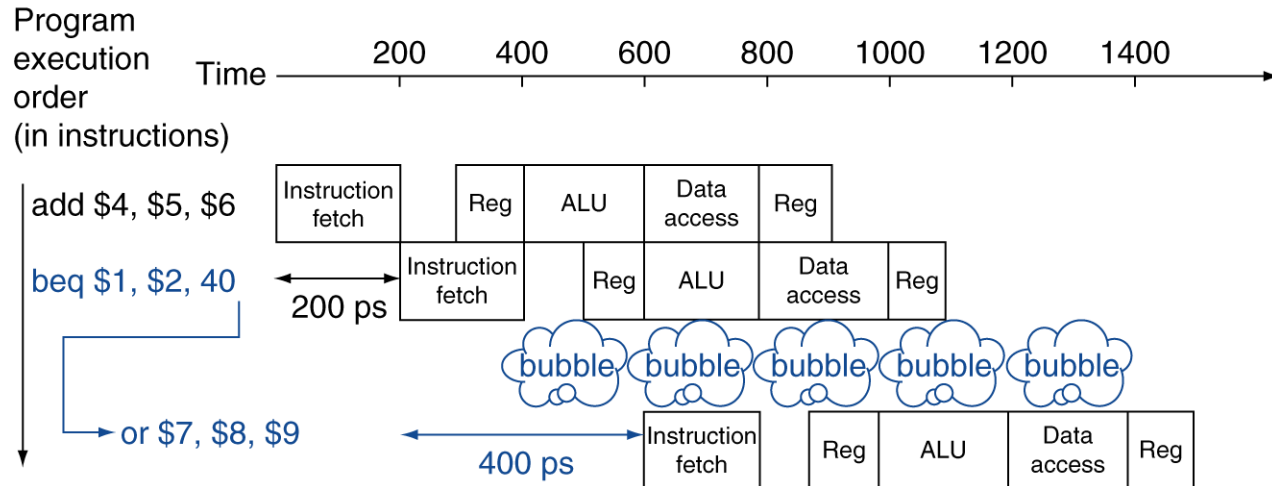 Program
execution
order
(in instructions)
Time
200 400 600 800 1000 1200 1400
add $4, $5, $6
Instruction
fetch
Reg
ALU
Data
access
Reg
beq $1, $2, 40
200 ps
Instruction
fetch
Reg
ALU
Data
access
Reg
bubble bubble bubble bubble bubble
or $7, $8, $9
400 ps
Instruction
fetch
Reg
ALU
Data
access
Reg